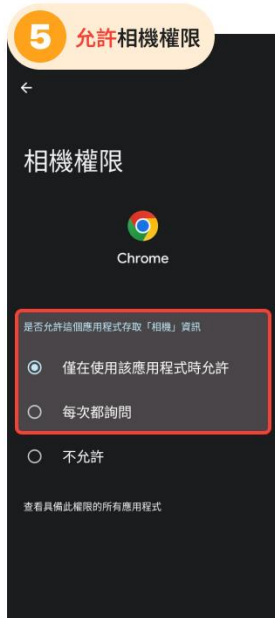 5 允許相機權限
相機權限
Chrome
是否允許這個應用程式存取「相機」資訊
僅在使用該應用程式時允許
每次都詢問
不允許
查看具備此權限的所有應用程式